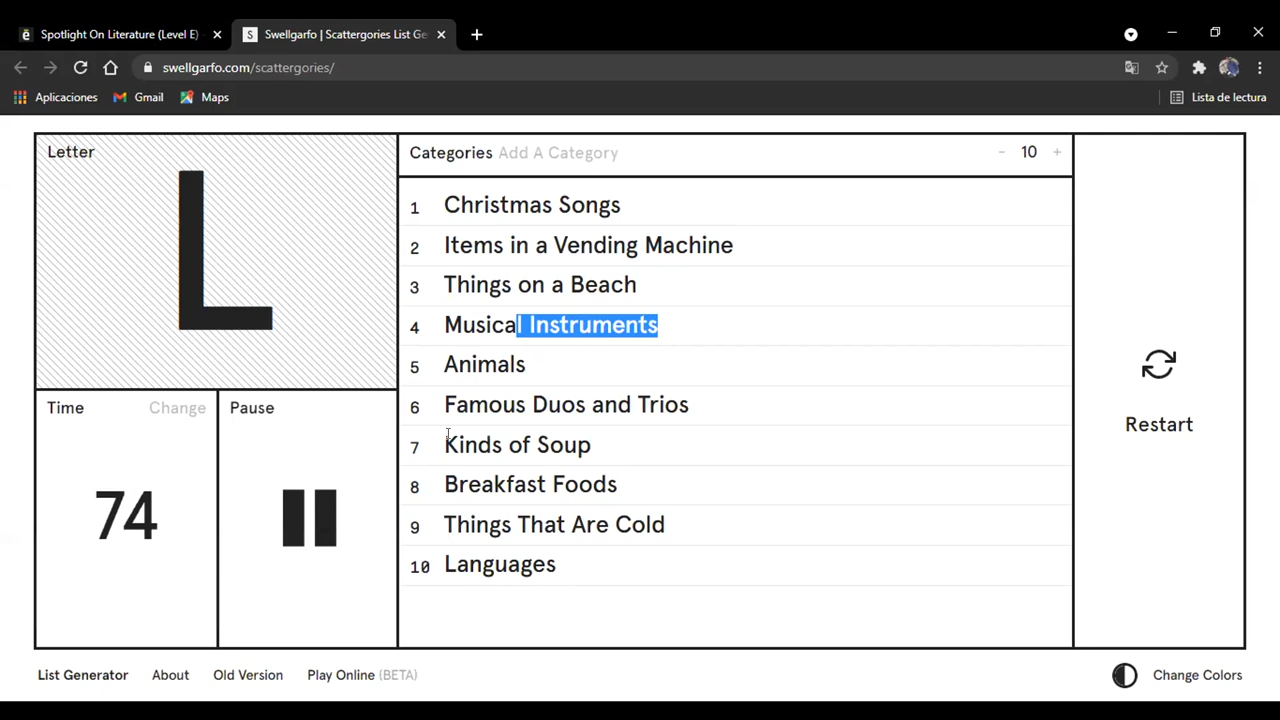 Spotlight On Literature (Level E)
Swellgarfo | Scattergories List Ge
swellgarfo.com/scattergories/
Aplicaciones Gmail Maps Lista de lectura
Letter
L
Categories Add A Category - 10 +
1 Christmas Songs
2 Items in a Vending Machine
3 Things on a Beach
4 Musical Instruments
5 Animals
6 Famous Duos and Trios
7 Kinds of Soup
8 Breakfast Foods
9 Things That Are Cold
10 Languages
Time Change
74
Pause
Restart
List Generator About Old Version Play Online (BETA) Change Colors